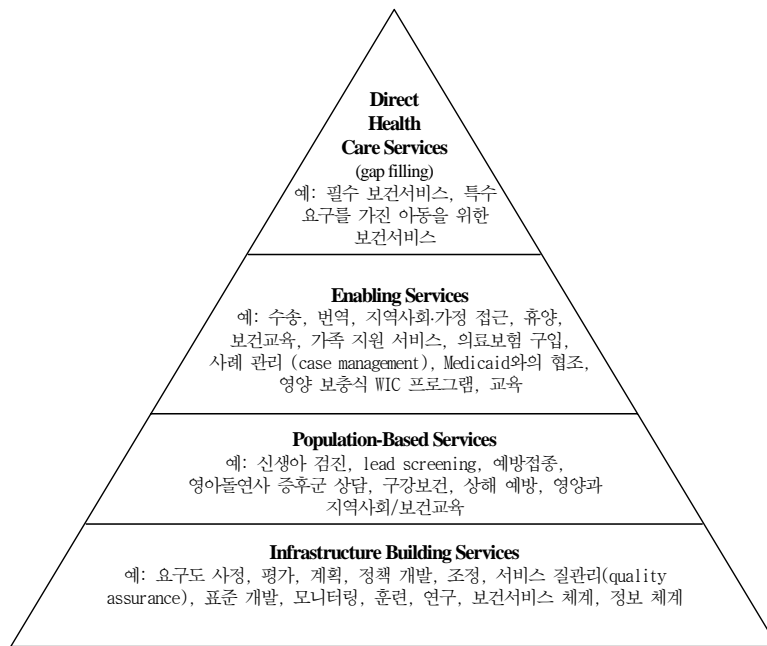 Direct
Health
Care Services
(gap filling)
예: 필수 보건서비스, 특수
요구를 가진 아동을 위한
보건서비스
Enabling Services
예: 수송, 번역, 지역사회·가정 접근, 휴양,
보건교육, 가족 지원 서비스, 의료보험 구입,
사례 관리 (case management), Medicaid와의 협조,
영양 보충식 WIC 프로그램, 교육
Population-Based Services
예: 신생아 검진, lead screening, 예방접종,
영아돌연사 증후군 상담, 구강보건, 상해 예방, 영양과
지역사회/보건교육
Infrastructure Building Services
예: 요구도 사정, 평가, 계획, 정책 개발, 조정, 서비스 질관리(quality
assurance), 표준 개발, 모니터링, 훈련, 연구, 보건서비스 체계, 정보 체계